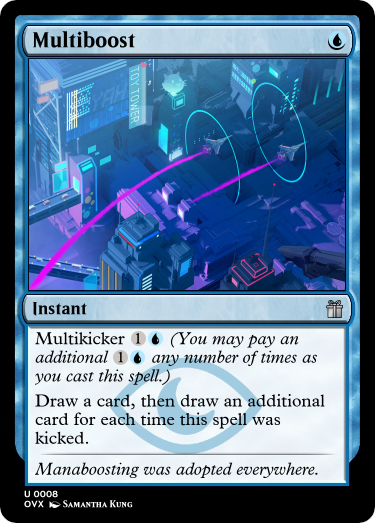 Multiboost
TOY TOWER
Instant
Multikicker 1 (You may pay an
additional 1 any number of times as
you cast this spell.)
Draw a card, then draw an additional
card for each time this spell was
kicked.
Manaboosting was adopted everywhere.
U 0008
OVX SAMANTHA KUNG